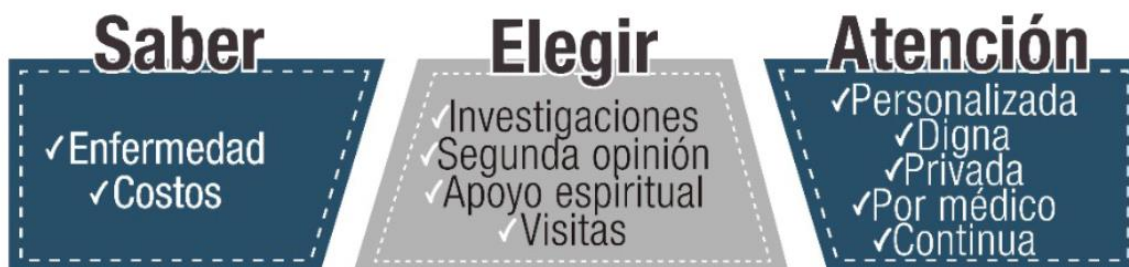 Saber
✓Enfermedad
✓Costos
Elegir
✓Investigaciones
✓Segunda opinión
✓Apoyo espiritual
✓Visitas
Atención
✓Personalizada
✓Digna
✓Privada
✓Por médico
✓Continua